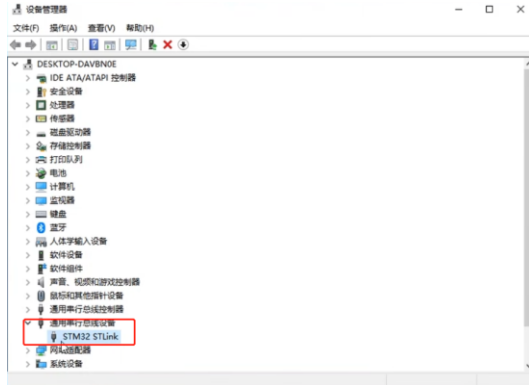 设备管理器
文件(F) 操作(A) 查看(V) 帮助(H)
DESKTOP-DAVBN0E
IDE ATA/ATAPI 控制器
安全设备
处理器
传感器
磁盘驱动器
存储控制器
打印队列
电池
计算机
监视器
键盘
蓝牙
人体学输入设备
软件设备
软件组件
声音、视频和游戏控制器
鼠标和其他指针设备
通用串行总线控制器
通用串行总线设备
STM32 STLink
网络适配器
系统设备